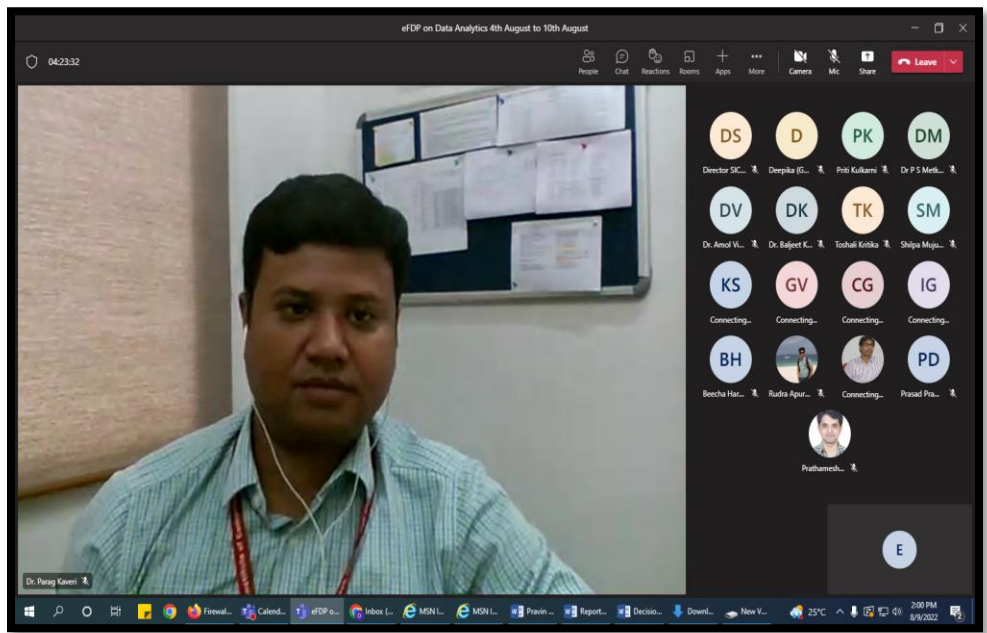 eFDP on Data Analytics 4th August to 10th August
04:23:32
People Chat Reactions Rooms Apps More Camera Mic Share Leave
DS D PK DM
Director SIC... Deepika (G... Priti Kulkarni Dr P S Metk...
DV DK TK SM
Dr. Amol Vi... Dr. Baljeet K... Toshali Kritika Shilpa Muju...
KS GV CG IG
Connecting... Connecting... Connecting... Connecting...
BH PD
Beecha Har... Rudra Apur... Connecting... Prasad Pra...
Prathamesh...
E
Dr. Parag Kaveri
Firewal... Calend... eFDP o... Inbox (... MSN I... MSN I... Pravin ... Report... Decisio... Downl... New V... 25°C 2:00 PM
8/9/2022